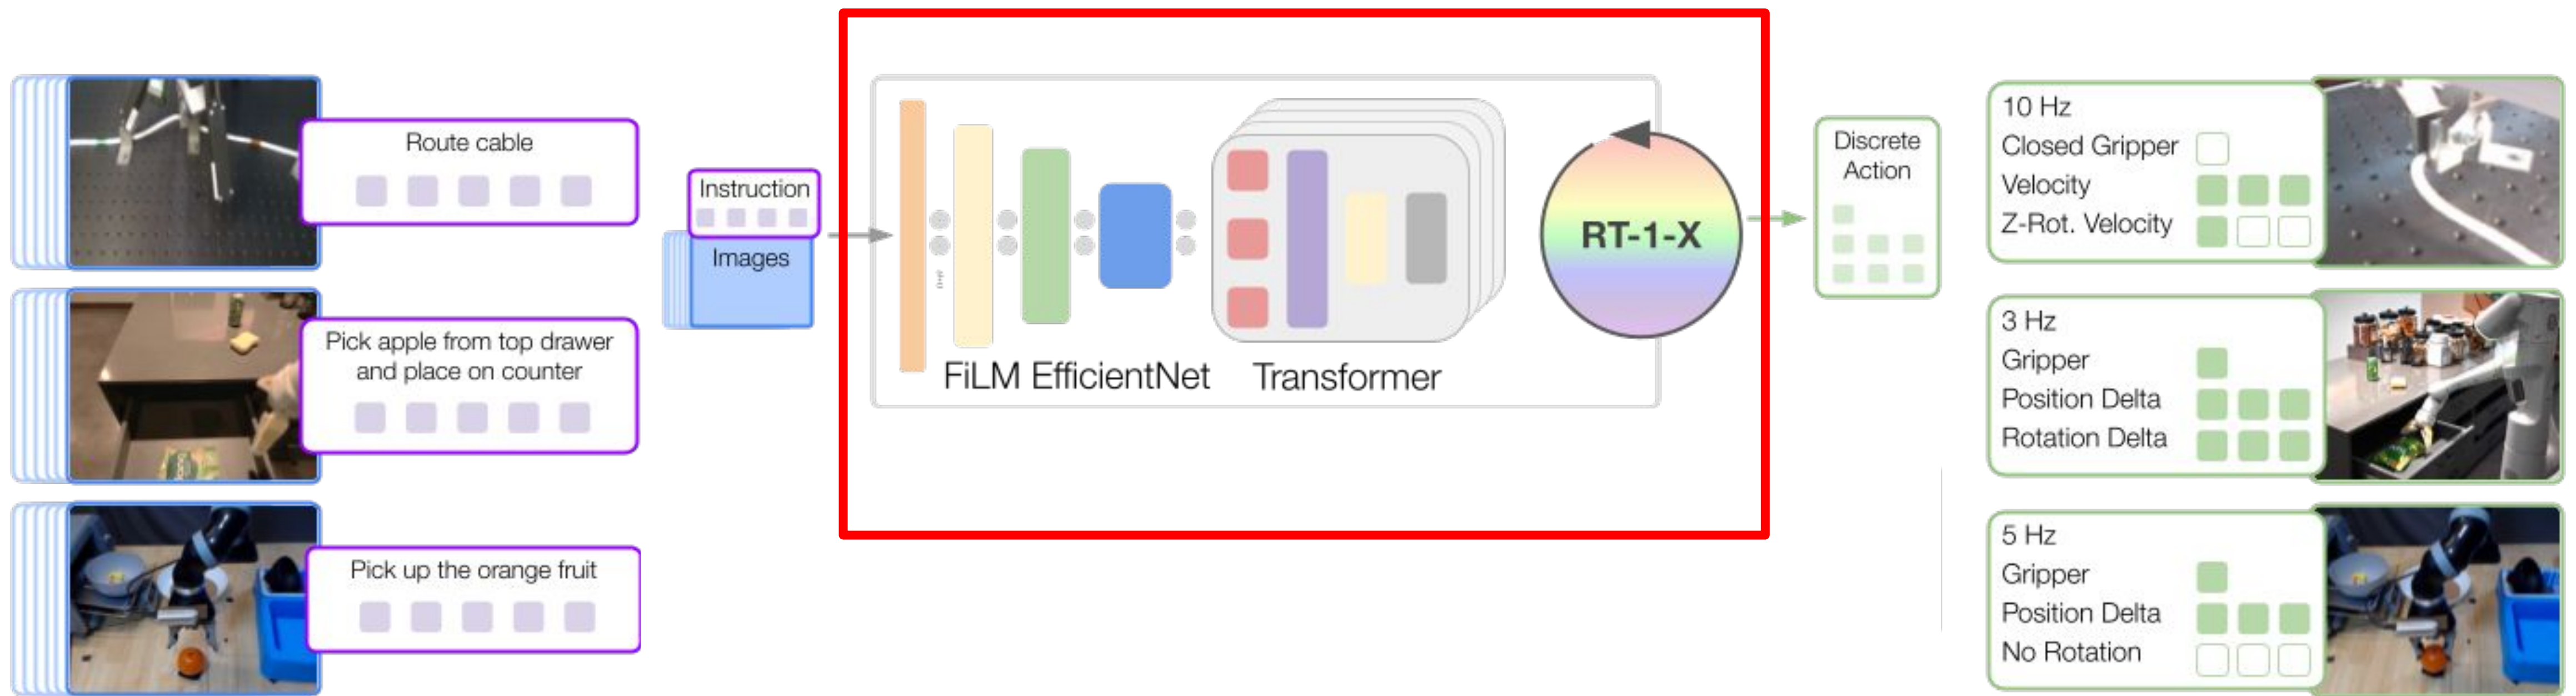 Route cable
Pick apple from top drawer
and place on counter
Pick up the orange fruit
Instruction
Images
FiLM EfficientNet
Transformer
RT-1-X
Discrete
Action
10 Hz
Closed Gripper
Velocity
Z-Rot. Velocity
3 Hz
Gripper
Position Delta
Rotation Delta
5 Hz
Gripper
Position Delta
No Rotation